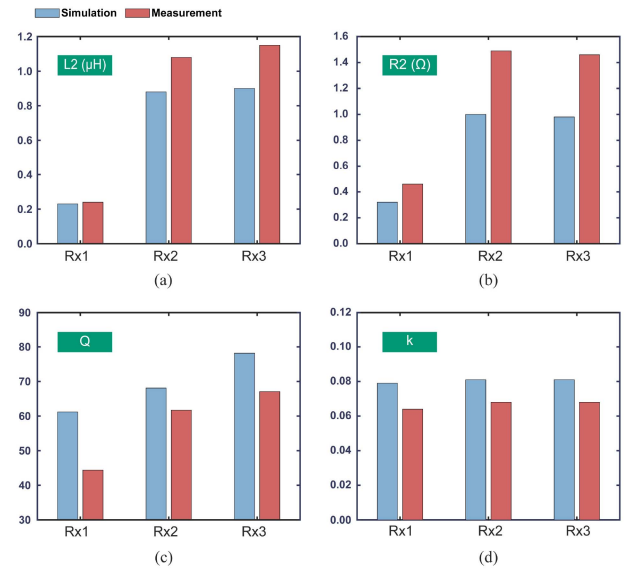 Simulation Measurement
L2 (µH)
1.2
1.0
0.8
0.6
0.4
0.2
0.0
Rx1 Rx2 Rx3
(a)
R2 (Ω)
1.6
1.4
1.2
1.0
0.8
0.6
0.4
0.2
0.0
Rx1 Rx2 Rx3
(b)
Q
90
80
70
60
50
40
30
Rx1 Rx2 Rx3
(c)
k
0.12
0.10
0.08
0.06
0.04
0.02
0.00
Rx1 Rx2 Rx3
(d)